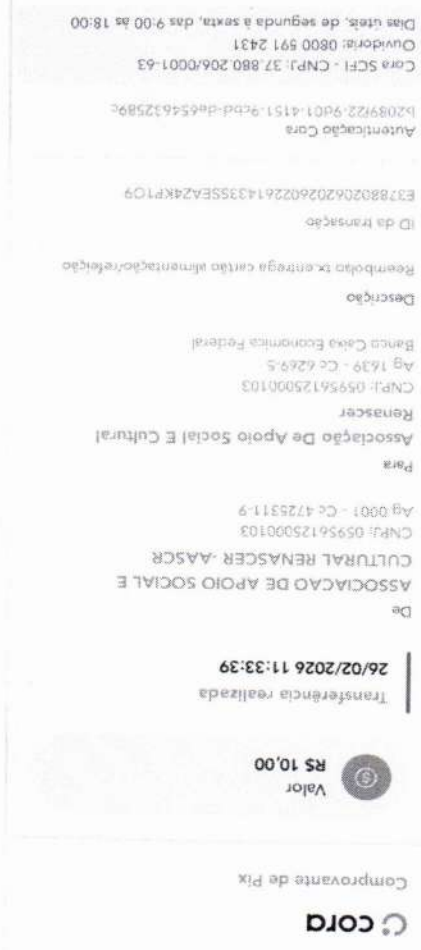 cora
Comprovante de Pix
Valor
R$ 10,00
Transferência realizada
26/02/2026 11:33:39
De
ASSOCIACAO DE APOIO SOCIAL E
CULTURAL RENASCER -AASCR
CNPJ: 05956125000103
Ag 0001 - Cc 4725311-9
Para
Associação De Apoio Social E Cultural
Renascer
CNPJ: 05956125000103
Ag 1639 - Cc 6269-5
Banco Caixa Economica Federal
Descrição
Reembolso tx entrega cartão alimentação/refeição
ID da transação
E37880206202602261433SSEAZ4KP1O9
Autenticação Cora
b2089f22-9d01-4151-9cbd-de654632589c
Cora SCFI - CNPJ: 37.880.206/0001-63
Ouvidoria: 0800 591 2431
Dias úteis, de segunda à sexta, das 9:00 às 18:00